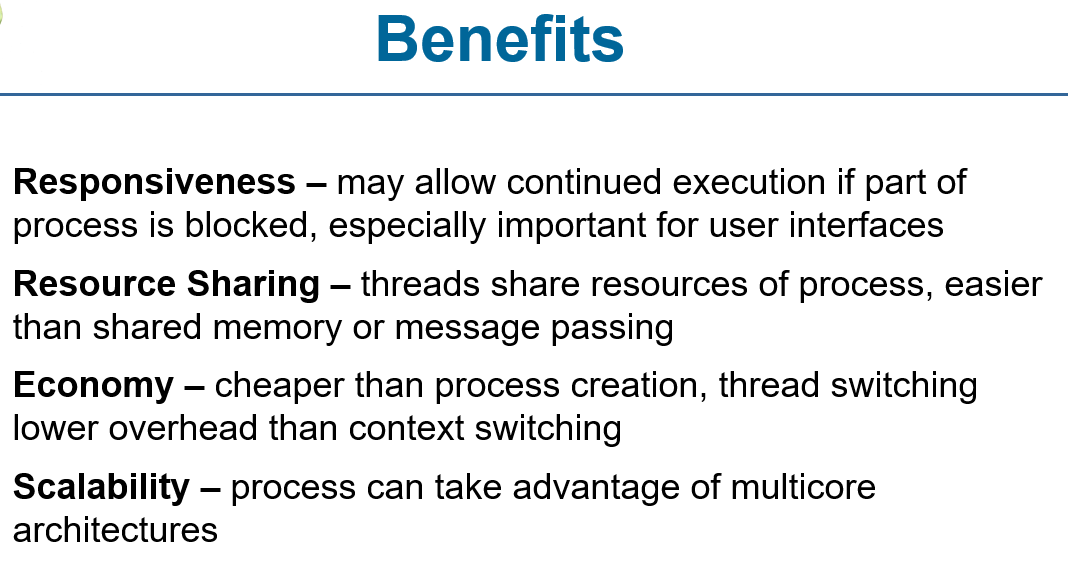 Benefits
Responsiveness – may allow continued execution if part of
process is blocked, especially important for user interfaces
Resource Sharing – threads share resources of process, easier
than shared memory or message passing
Economy – cheaper than process creation, thread switching
lower overhead than context switching
Scalability – process can take advantage of multicore
architectures